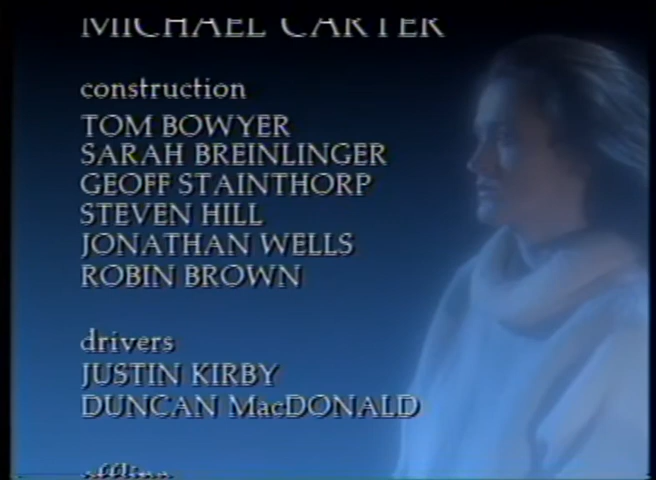 MICHAEL CARTER
construction
TOM BOWYER
SARAH BREINLINGER
GEOFF STAINTHORP
STEVEN HILL
JONATHAN WELLS
ROBIN BROWN
drivers
JUSTIN KIRBY
DUNCAN MacDONALD